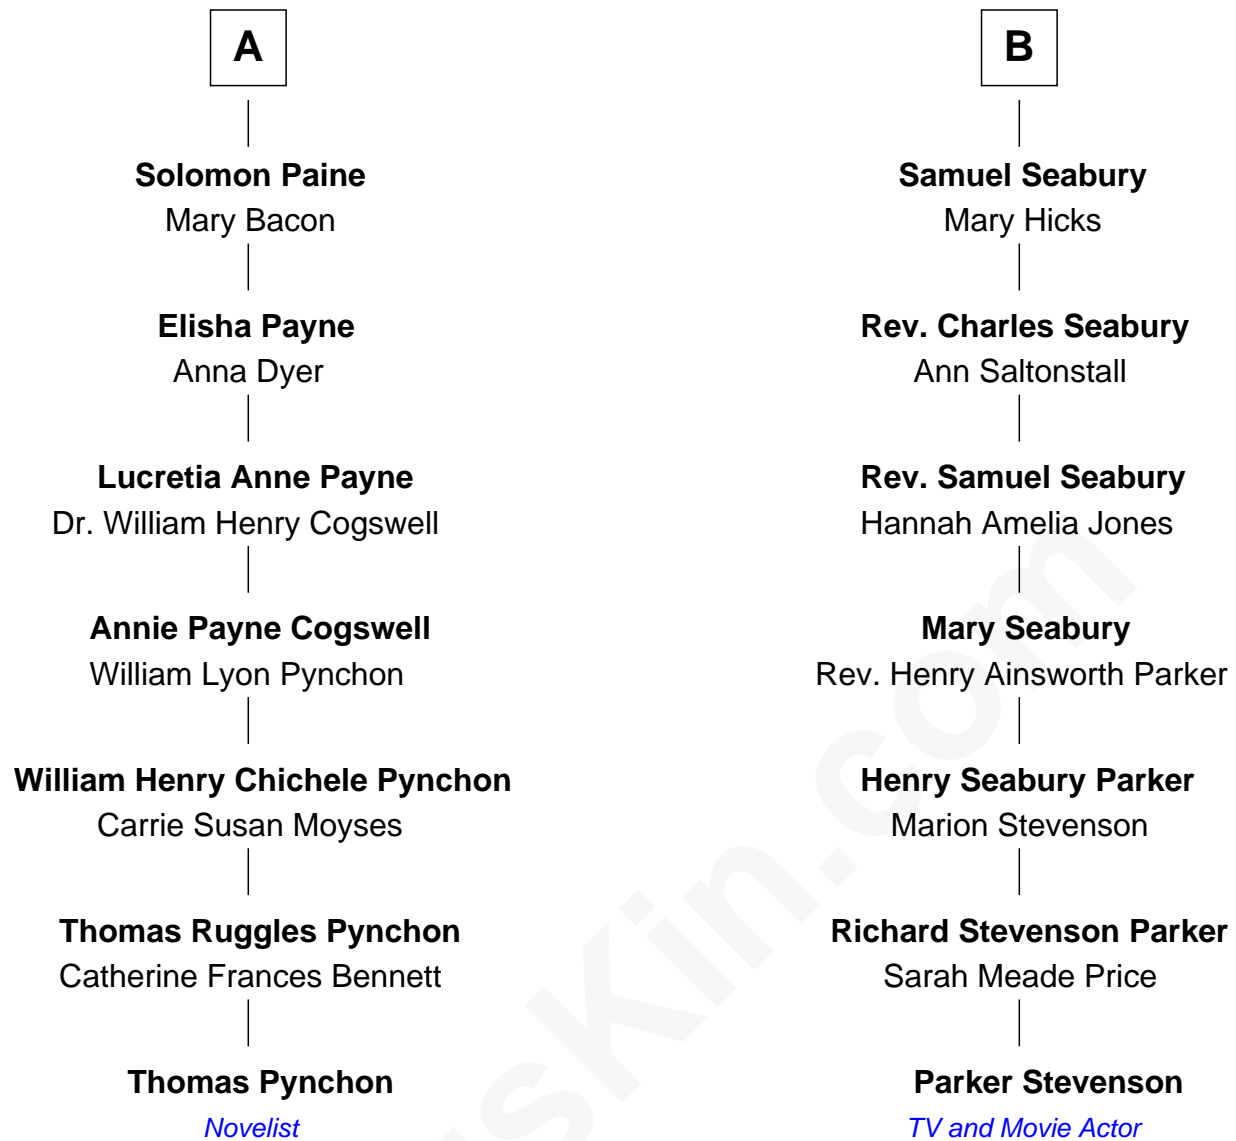 A
Solomon Paine
Mary Bacon
Elisha Payne
Anna Dyer
Lucretia Anne Payne
Dr. William Henry Cogswell
Annie Payne Cogswell
William Lyon Pynchon
William Henry Chichele Pynchon
Carrie Susan Moyses
Thomas Ruggles Pynchon
Catherine Frances Bennett
Thomas Pynchon
Novelist
B
Samuel Seabury
Mary Hicks
Rev. Charles Seabury
Ann Saltonstall
Rev. Samuel Seabury
Hannah Amelia Jones
Mary Seabury
Rev. Henry Ainsworth Parker
Henry Seabury Parker
Marion Stevenson
Richard Stevenson Parker
Sarah Meade Price
Parker Stevenson
TV and Movie Actor
sKin.com